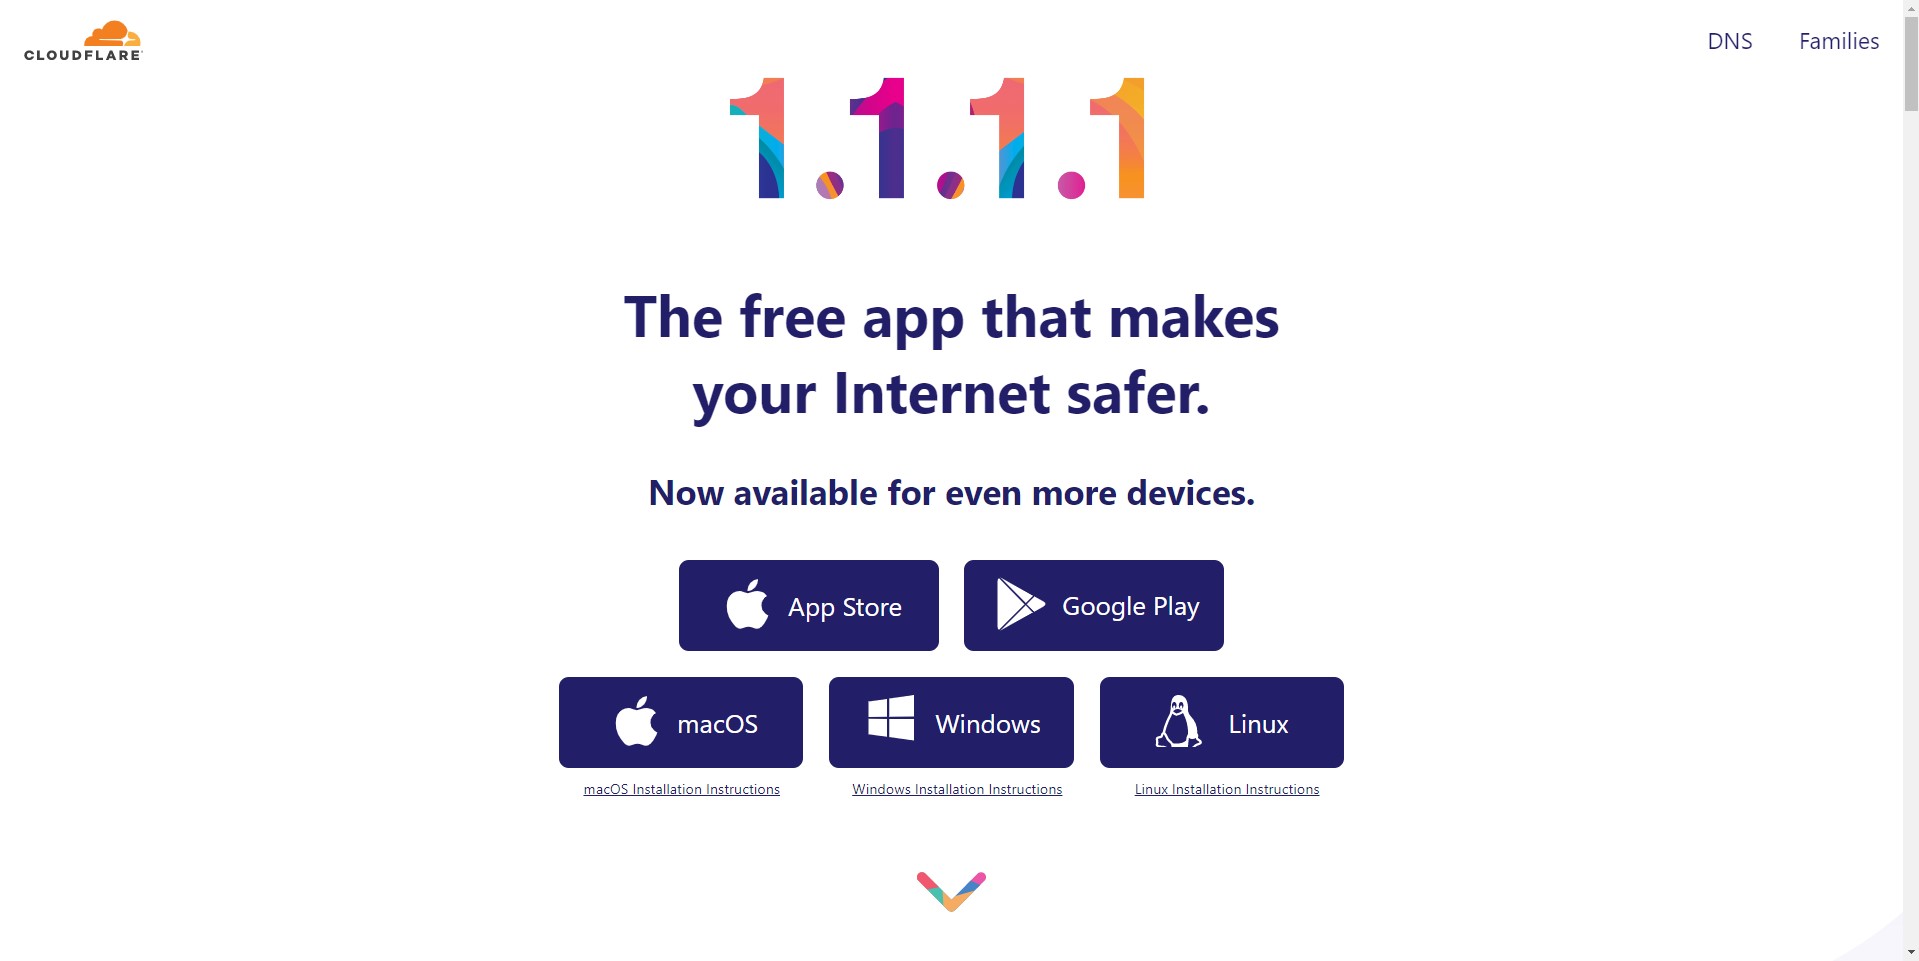 CLOUDFLARE
DNS
Families
1.1.1.1
The free app that makes
your Internet safer.
Now available for even more devices.
App Store
Google Play
macOS
Windows
Linux
macOS Installation Instructions
Windows Installation Instructions
Linux Installation Instructions